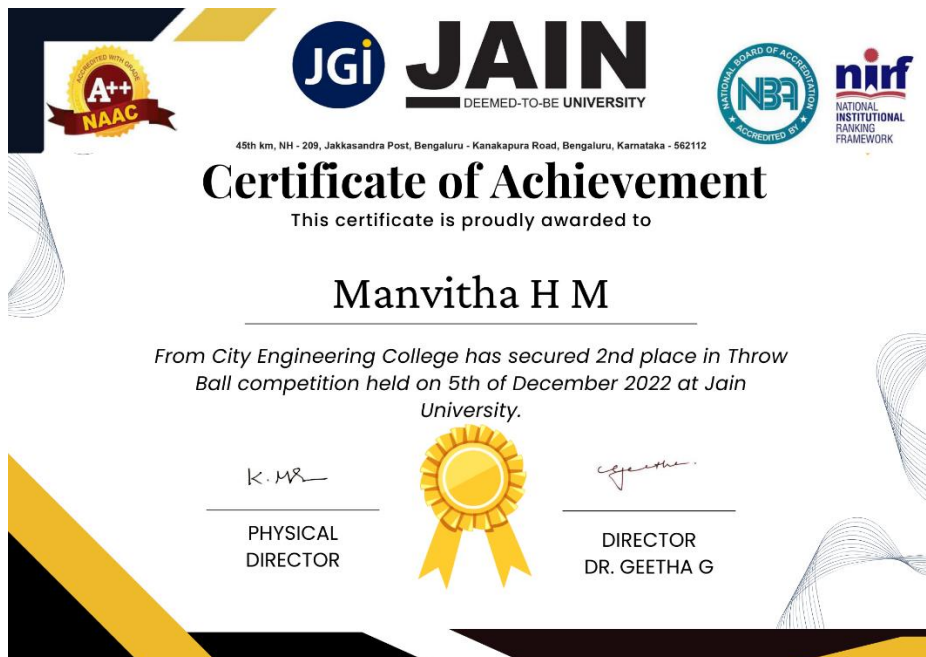 ACCREDITED WITH GRADE
A++
NAAC
JGi
JAIN
DEEMED-TO-BE UNIVERSITY
NATIONAL BOARD OF ACCREDITATION
NBA
ACCREDITED BY
nirf
NATIONAL
INSTITUTIONAL
RANKING
FRAMEWORK
45th km, NH - 209, Jakkasandra Post, Bengaluru - Kanakapura Road, Bengaluru, Karnataka - 562112
Certificate of Achievement
This certificate is proudly awarded to
Manvitha H M
From City Engineering College has secured 2nd place in Throw
Ball competition held on 5th of December 2022 at Jain
University.
Geetha.
PHYSICAL
DIRECTOR
DIRECTOR
DR. GEETHA G